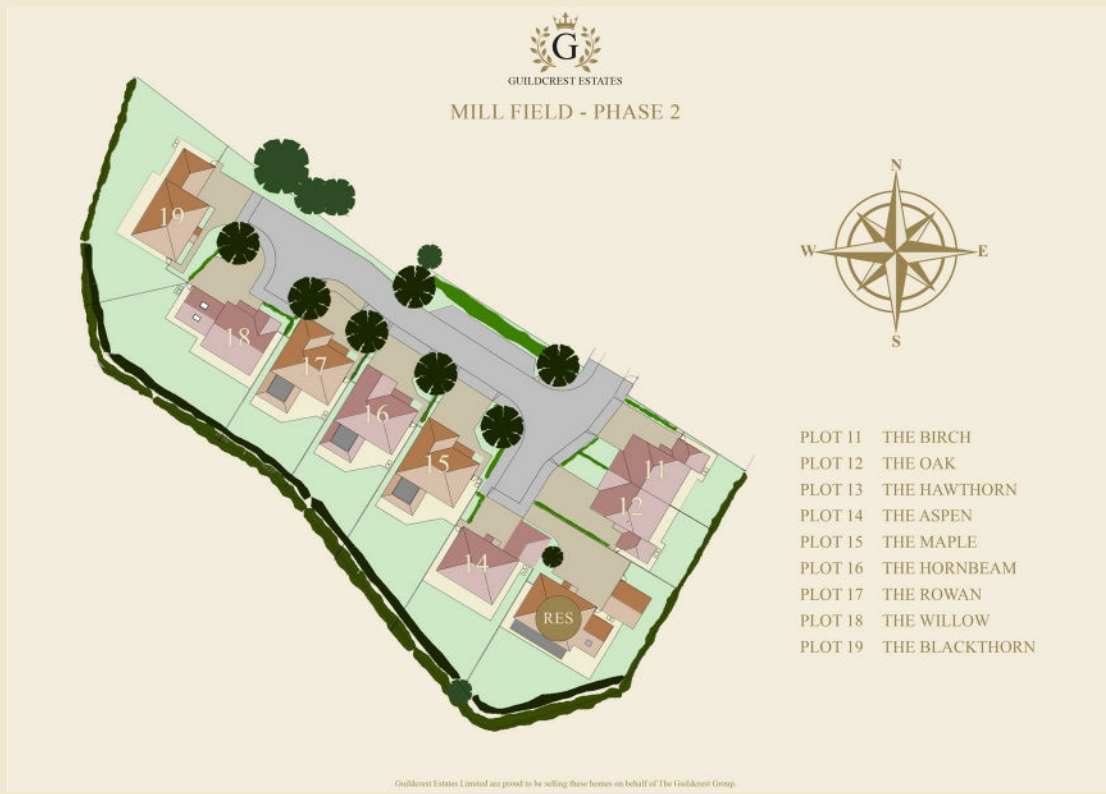 G
GUILDCREST ESTATES
MILL FIELD - PHASE 2
N
W
E
S
19
18
17
16
15
14
11
12
RES
PLOT 11 THE BIRCH
PLOT 12 THE OAK
PLOT 13 THE HAWTHORN
PLOT 14 THE ASPEN
PLOT 15 THE MAPLE
PLOT 16 THE HORNBEAM
PLOT 17 THE ROWAN
PLOT 18 THE WILLOW
PLOT 19 THE BLACKTHORN
Guildcrest Estates Limited are proud to be selling these homes on behalf of The Guildcrest Group.